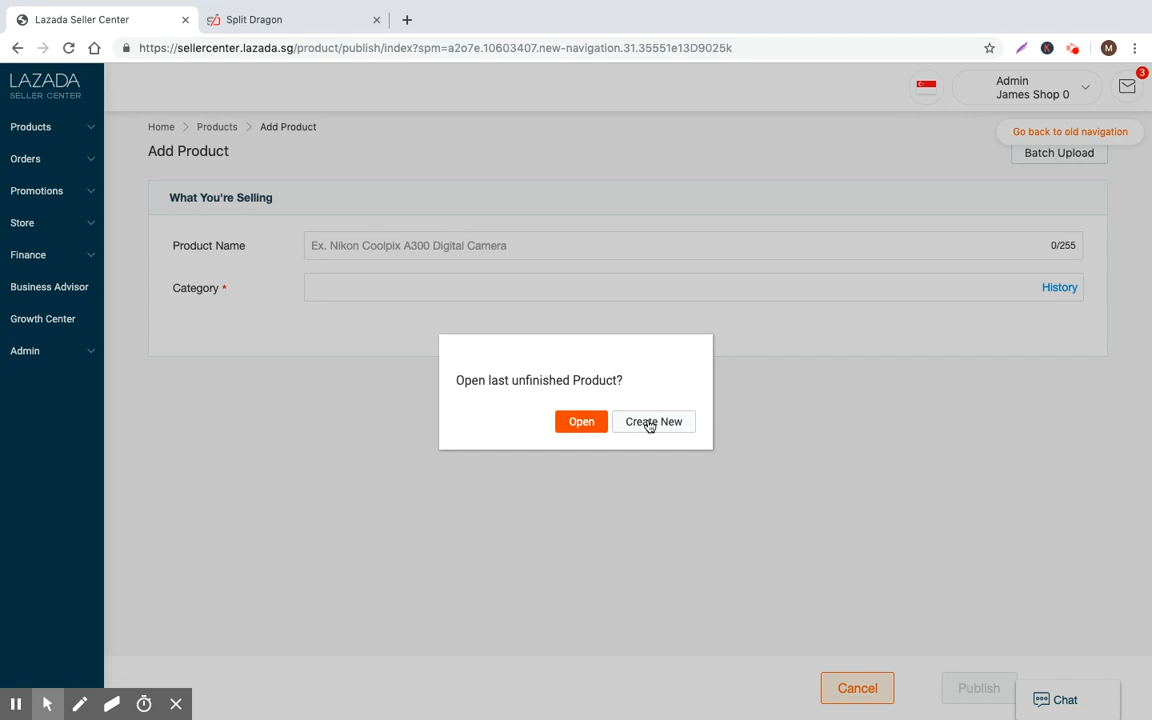 Lazada Seller Center
Split Dragon
https://sellercenter.lazada.sg/product/publish/index?spm=a2o7e.10603407.new-navigation.31.35551e13D9025k
K
M
LAZADA
SELLER CENTER
Admin
James Shop 0
3
Products
Orders
Promotions
Store
Finance
Business Advisor
Growth Center
Admin
Home > Products > Add Product
Go back to old navigation
Add Product
Batch Upload
What You're Selling
Product Name
Ex. Nikon Coolpix A300 Digital Camera
0/255
Category *
History
Open last unfinished Product?
Open
Create New
Cancel
Publish
Chat